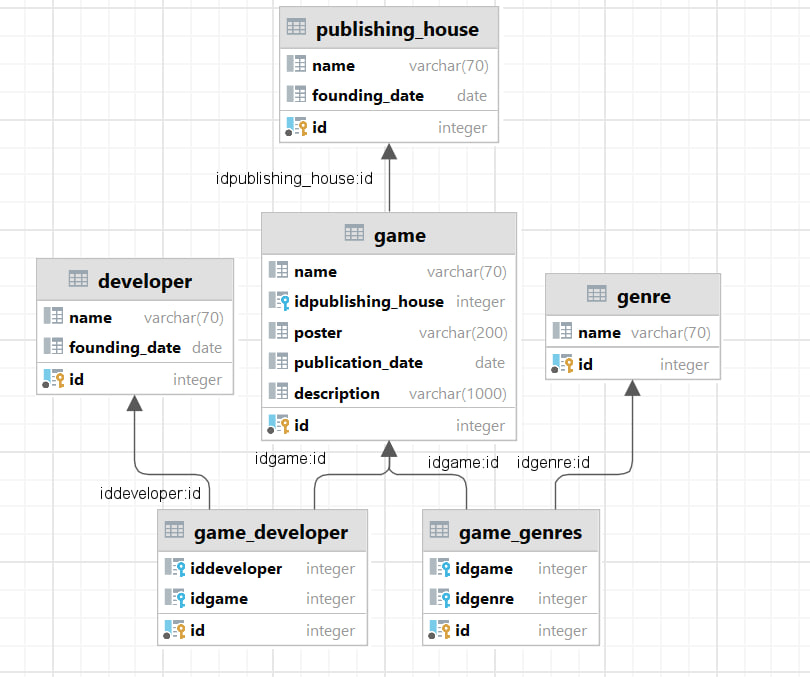 publishing_house
name varchar(70)
founding_date date
id integer
idpublishing_house:id
game
name varchar(70)
idpublishing_house integer
poster varchar(200)
publication_date date
description varchar(1000)
id integer
developer
name varchar(70)
founding_date date
id integer
genre
name varchar(70)
id integer
idgame:id
idgame:id
idgenre:id
iddeveloper:id
game_developer
iddeveloper integer
idgame integer
id integer
game_genres
idgame integer
idgenre integer
id integer